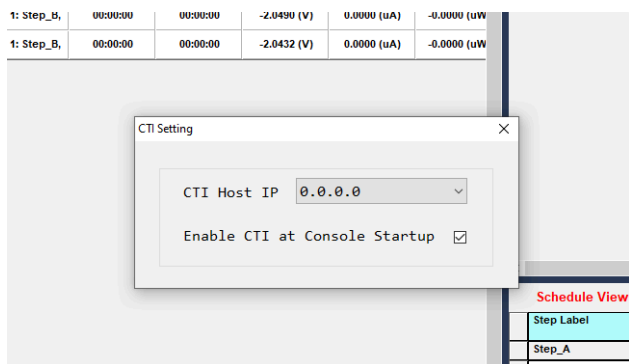 1: Step_B, 00:00:00 00:00:00 -2.0490 (V) 0.0000 (uA) -0.0000 (uW
1: Step_B, 00:00:00 00:00:00 -2.0432 (V) 0.0000 (uA) -0.0000 (uW
CTI Setting
CTI Host IP 0.0.0.0
Enable CTI at Console Startup
Schedule View
Step Label
Step_A